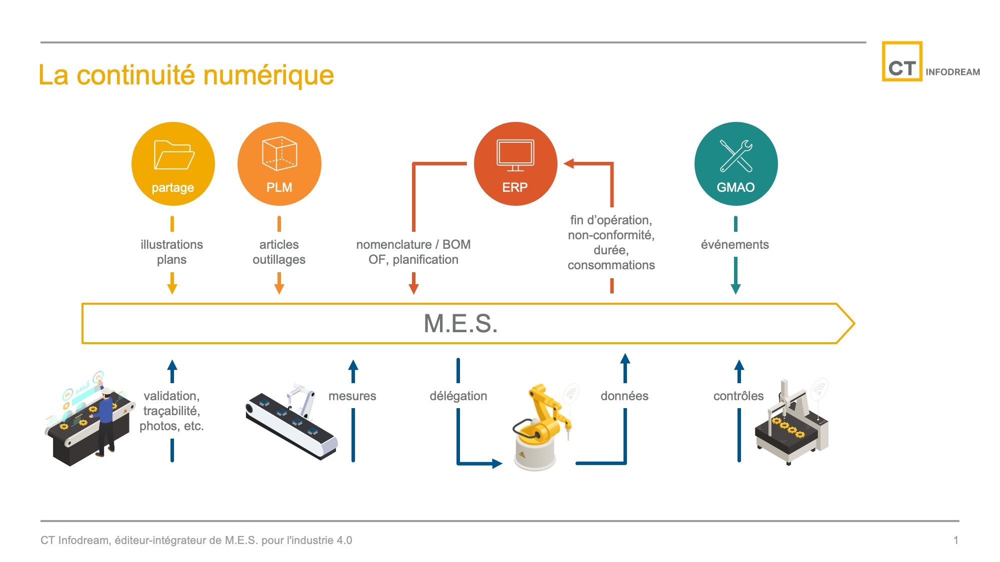 La continuité numérique
CT INFODREAM
partage
PLM
ERP
GMAO
illustrations
plans
articles
outillages
nomenclature / BOM
OF, planification
fin d’opération,
non-conformité,
durée,
consommations
événements
M.E.S.
validation,
traçabilité,
photos, etc.
mesures
délégation
données
contrôles
CT Infodream, éditeur-intégrateur de M.E.S. pour l'industrie 4.0
1